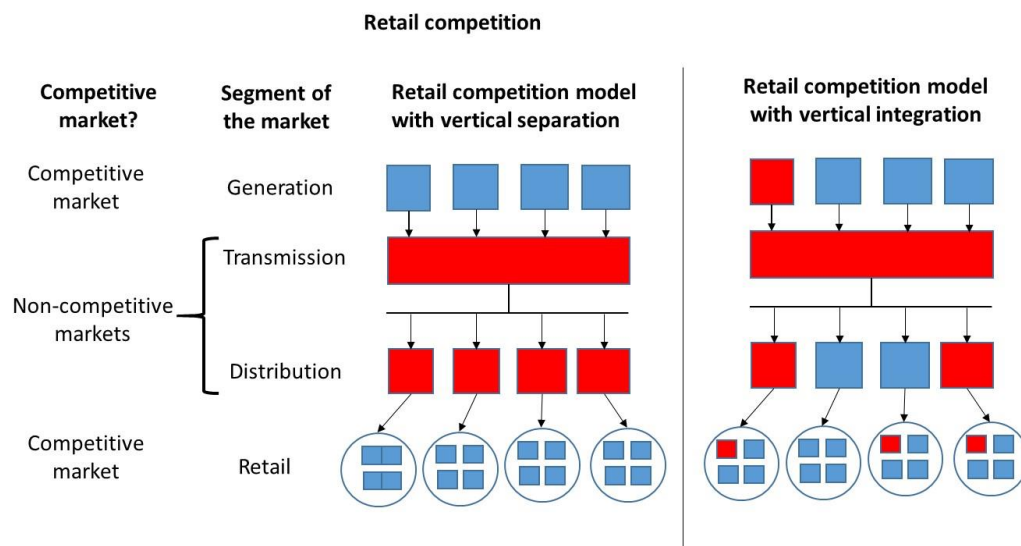 Retail competition
Competitive
market?
Segment of
the market
Retail competition model
with vertical separation
Retail competition model
with vertical integration
Competitive
market
Generation
Transmission
Non-competitive
markets
Distribution
Competitive
market
Retail